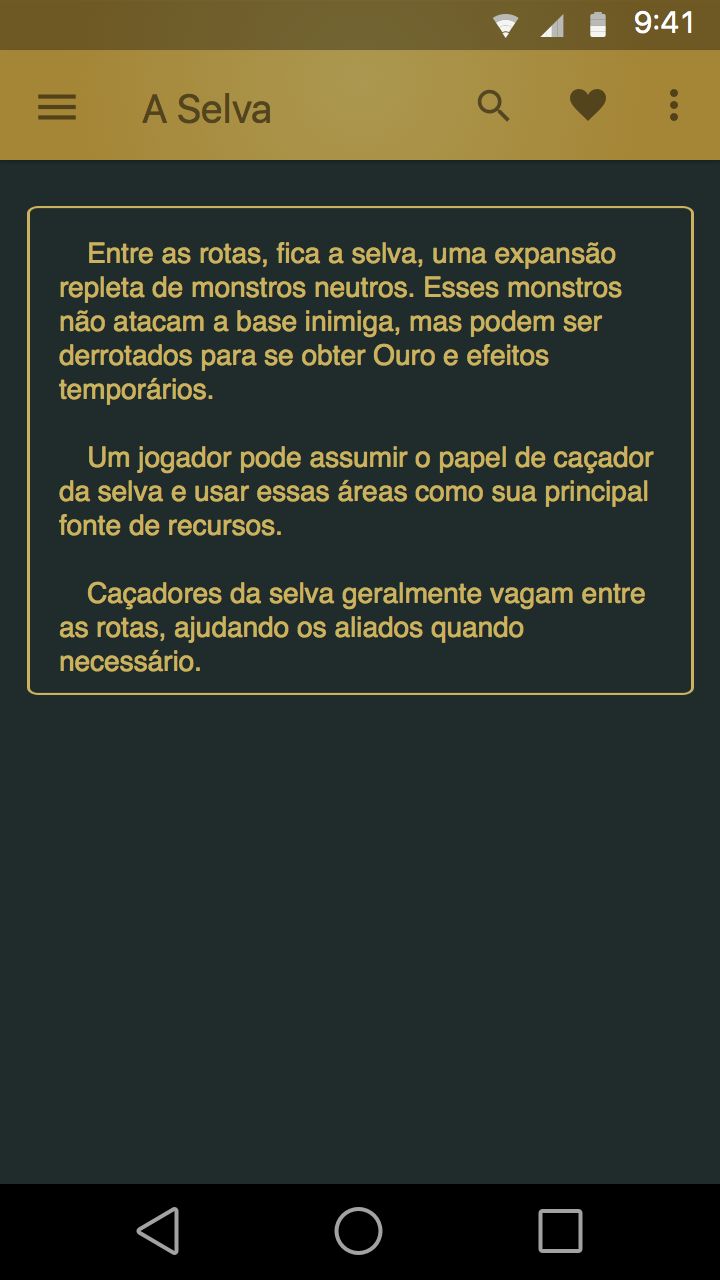 9:41
A Selva
Entre as rotas, fica a selva, uma expansão
repleta de monstros neutros. Esses monstros
não atacam a base inimiga, mas podem ser
derrotados para se obter Ouro e efeitos
temporários.
Um jogador pode assumir o papel de caçador
da selva e usar essas áreas como sua principal
fonte de recursos.
Caçadores da selva geralmente vagam entre
as rotas, ajudando os aliados quando
necessário.